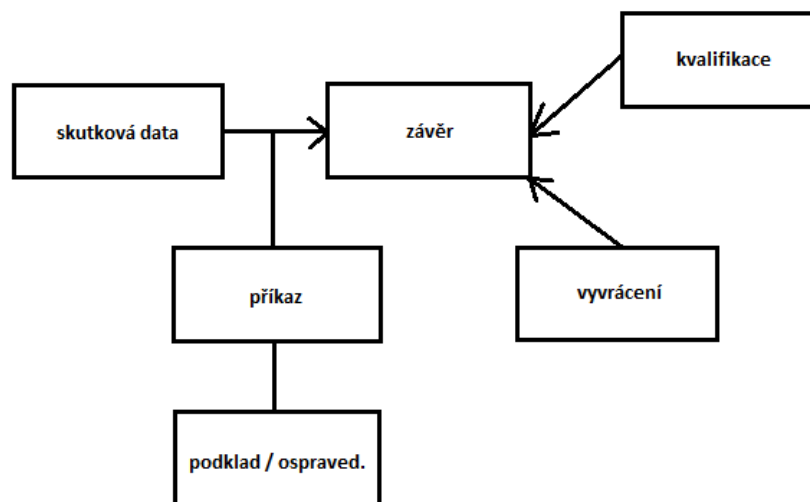 kvalifikace
skutková data
závěr
příkaz
vyvrácení
podklad / ospraved.